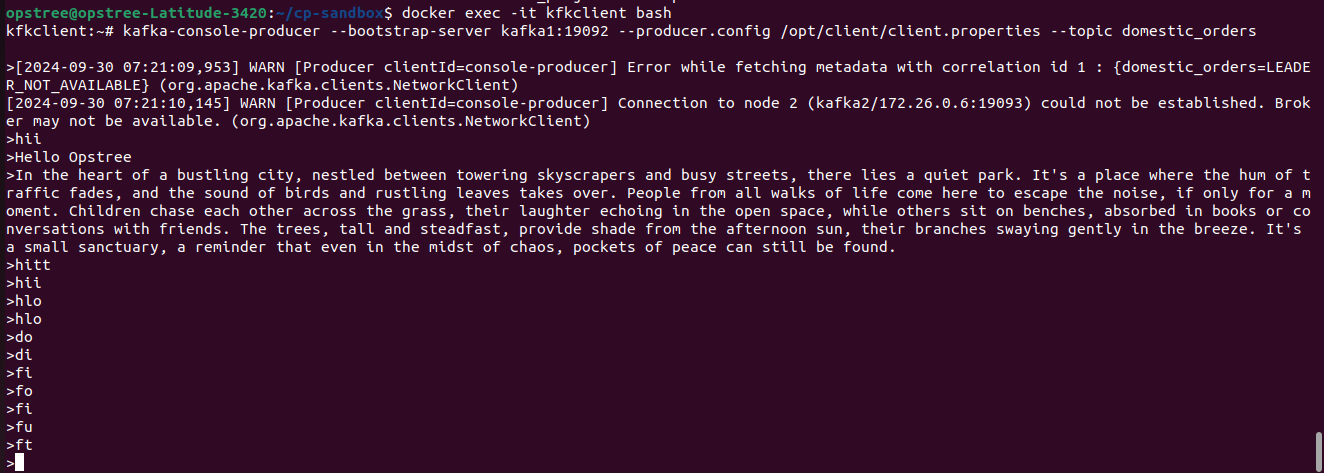 opstree@opstree-Latitude-3420:~/cp-sandbox$ docker exec -it kfkclient bash
kfkclient:~# kafka-console-producer --bootstrap-server kafka1:19092 --producer.config /opt/client/client.properties --topic domestic_orders
>[2024-09-30 07:21:09,953] WARN [Producer clientId=console-producer] Error while fetching metadata with correlation id 1 : {domestic_orders=LEADE
R_NOT_AVAILABLE} (org.apache.kafka.clients.NetworkClient)
[2024-09-30 07:21:10,145] WARN [Producer clientId=console-producer] Connection to node 2 (kafka2/172.26.0.6:19093) could not be established. Brok
er may not be available. (org.apache.kafka.clients.NetworkClient)
>hii
>Hello Opstree
>In the heart of a bustling city, nestled between towering skyscrapers and busy streets, there lies a quiet park. It's a place where the hum of t
raffic fades, and the sound of birds and rustling leaves takes over. People from all walks of life come here to escape the noise, if only for a m
oment. Children chase each other across the grass, their laughter echoing in the open space, while others sit on benches, absorbed in books or co
nversations with friends. The trees, tall and steadfast, provide shade from the afternoon sun, their branches swaying gently in the breeze. It's
a small sanctuary, a reminder that even in the midst of chaos, pockets of peace can still be found.
>hitt
>hii
>hlo
>hlo
>do
>di
>fi
>fo
>fi
>fu
>ft
>